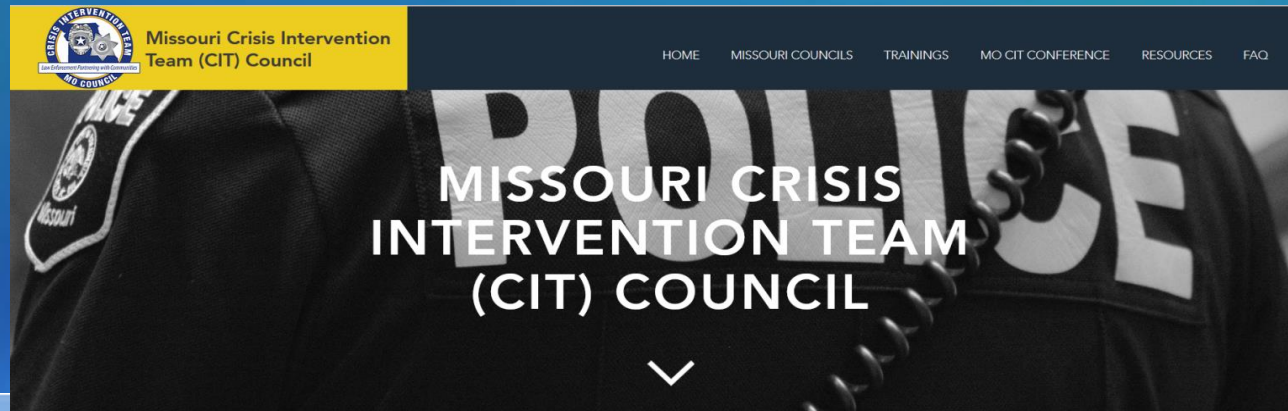 CRISIS INTERVENTION TEAM
Law Enforcement Partnering with Communities
MO COUNCIL
Missouri Crisis Intervention
Team (CIT) Council
HOME MISSOURI COUNCILS TRAININGS MO CIT CONFERENCE RESOURCES FAQ
POLICE
Missouri
MISSOURI CRISIS
INTERVENTION TEAM
(CIT) COUNCIL